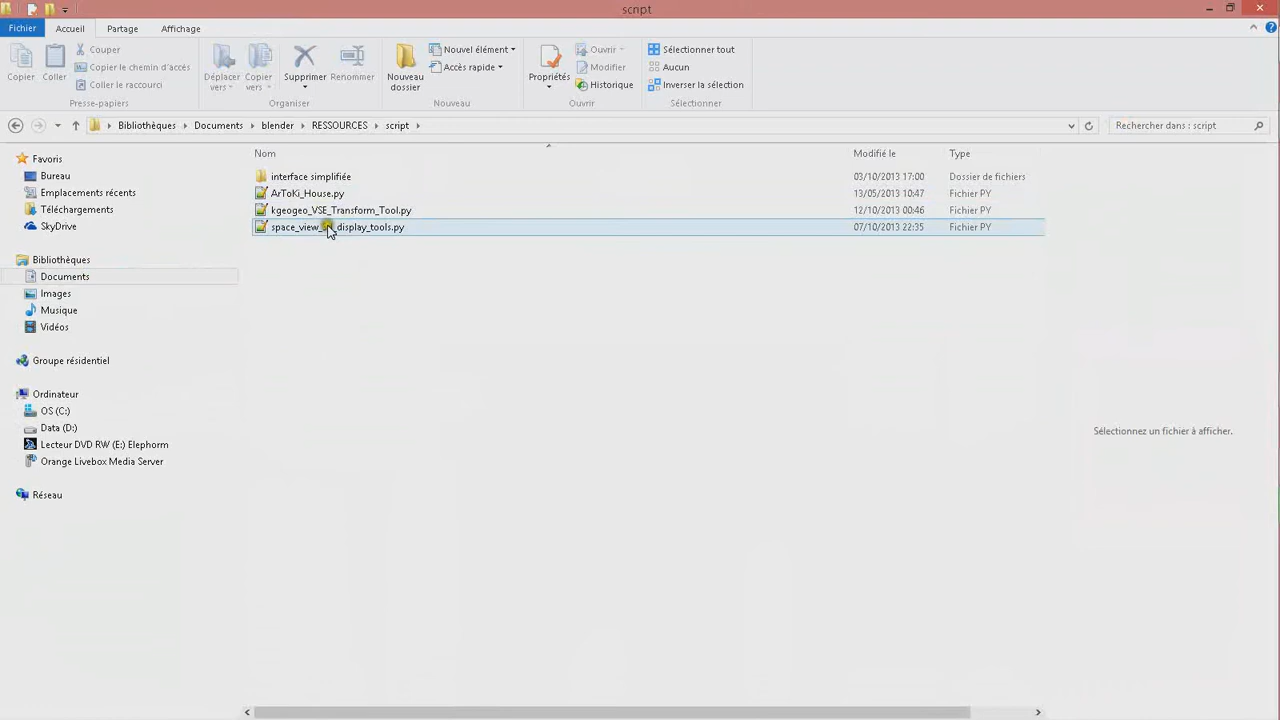 script
Fichier
Accueil
Partage
Affichage
Copier
Coller
Couper
Copier le chemin d'accès
Coller le raccourci
Presse-papiers
Déplacer vers
Copier vers
Supprimer
Renommer
Organiser
Nouveau dossier
Nouvel élément
Accès rapide
Nouveau
Propriétés
Ouvrir
Modifier
Historique
Ouvrir
Sélectionner tout
Aucun
Inverser la sélection
Sélectionner
Bibliothèques
Documents
blender
RESSOURCES
script
Rechercher dans : script
Nom
Modifié le
Type
interface simplifiée
03/10/2013 17:00
Dossier de fichiers
ArToKi_House.py
13/05/2013 10:47
Fichier PY
kgeogeo_VSE_Transform_Tool.py
12/10/2013 00:46
Fichier PY
space_view_ display_tools.py
07/10/2013 22:35
Fichier PY
Favoris
Bureau
Emplacements récents
Téléchargements
SkyDrive
Bibliothèques
Documents
Images
Musique
Vidéos
Groupe résidentiel
Ordinateur
OS (C:)
Data (D:)
Lecteur DVD RW (E:) Elephorm
Orange Livebox Media Server
Réseau
Sélectionnez un fichier à afficher.